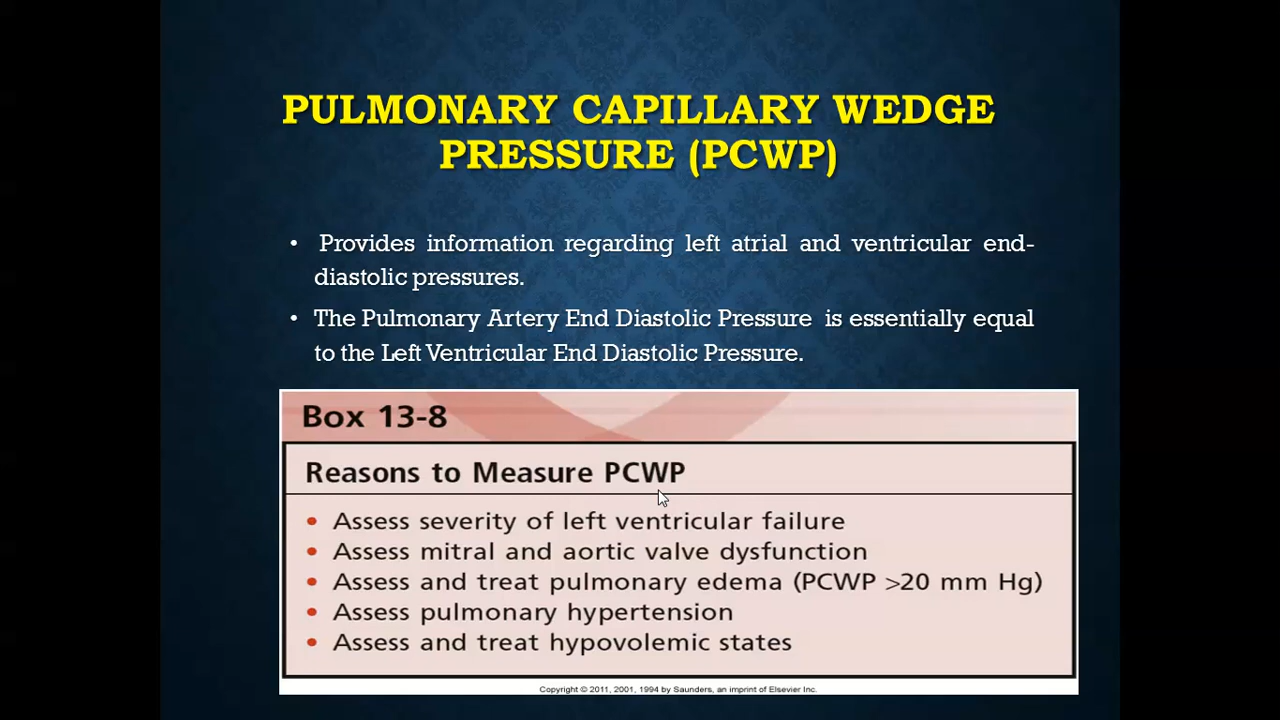 PULMONARY CAPILLARY WEDGE
PRESSURE (PCWP)
• Provides information regarding left atrial and ventricular end-
diastolic pressures.
• The Pulmonary Artery End Diastolic Pressure is essentially equal
to the Left Ventricular End Diastolic Pressure.
Box 13-8
Reasons to Measure PCWP
• Assess severity of left ventricular failure
• Assess mitral and aortic valve dysfunction
• Assess and treat pulmonary edema (PCWP >20 mm Hg)
• Assess pulmonary hypertension
• Assess and treat hypovolemic states
Copyright © 2011, 2001, 1994 by Saunders, an imprint of Elsevier Inc.